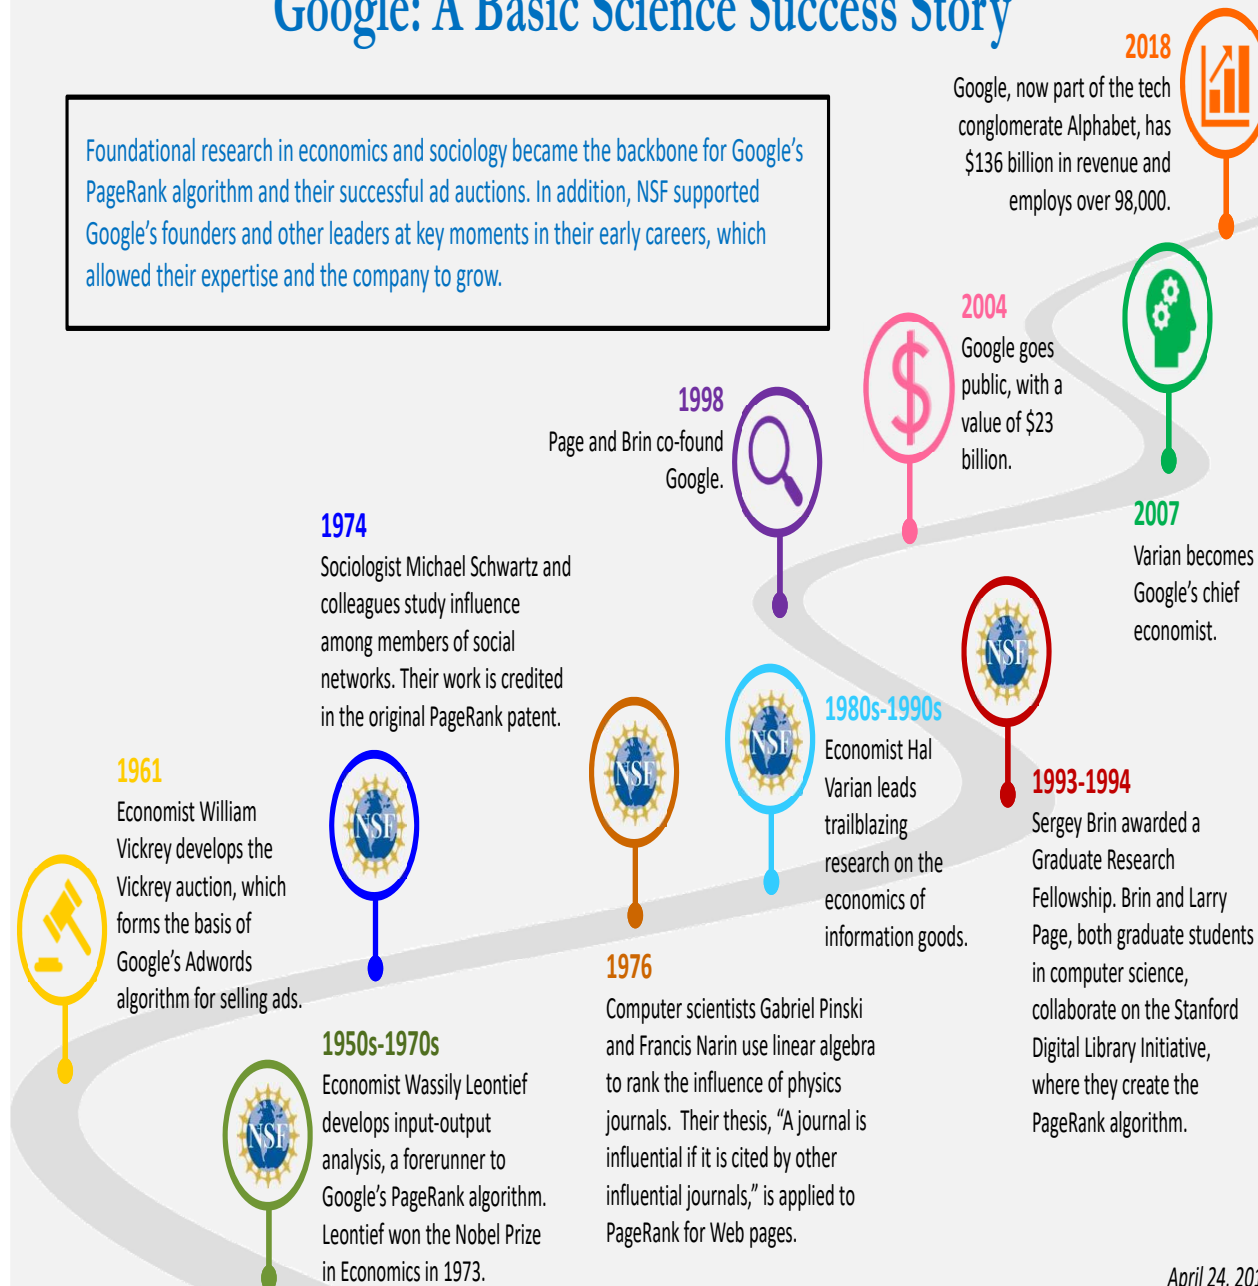 Google: A Basic Science Success Story
Foundational research in economics and sociology became the backbone for Google's
PageRank algorithm and their successful ad auctions. In addition, NSF supported
Google's founders and other leaders at key moments in their early careers, which
allowed their expertise and the company to grow.
2018
Google, now part of the tech
conglomerate Alphabet, has
$136 billion in revenue and
employs over 98,000.
2004
Google goes
public, with a
value of $23
billion.
1998
Page and Brin co-found
Google.
2007
Varian becomes
Google's chief
economist.
1974
Sociologist Michael Schwartz and
colleagues study influence
among members of social
networks. Their work is credited
in the original PageRank patent.
NSF
NSF
1980s-1990s
Economist Hal
Varian leads
trailblazing
research on the
economics of
information goods.
NSF
1993-1994
Sergey Brin awarded a
Graduate Research
Fellowship. Brin and Larry
Page, both graduate students
in computer science,
collaborate on the Stanford
Digital Library Initiative,
where they create the
PageRank algorithm.
1961
Economist William
Vickrey develops the
Vickrey auction, which
forms the basis of
Google's Adwords
algorithm for selling ads.
NSF
1976
Computer scientists Gabriel Pinski
and Francis Narin use linear algebra
to rank the influence of physics
journals.  Their thesis, "A journal is
influential if it is cited by other
influential journals," is applied to
PageRank for Web pages.
NSF
1950s-1970s
Economist Wassily Leontief
develops input-output
analysis, a forerunner to
Google's PageRank algorithm.
Leontief won the Nobel Prize
in Economics in 1973.
April 24, 201